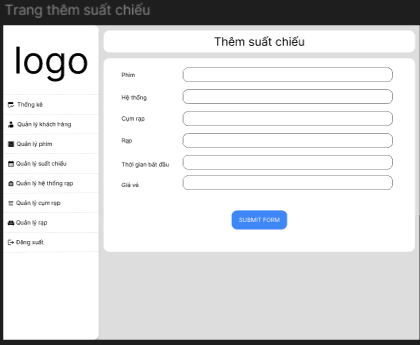 Trang thêm suất chiếu
logo
Thống kê
Quản lý khách hàng
Quản lý phim
Quản lý suất chiếu
Quản lý hệ thống rạp
Quản lý cụm rạp
Quản lý rạp
Đăng xuất
Thêm suất chiếu
Phim
Hệ thống
Cụm rạp
Rạp
Thời gian bắt đầu
Giá vé
SUBMIT FORM